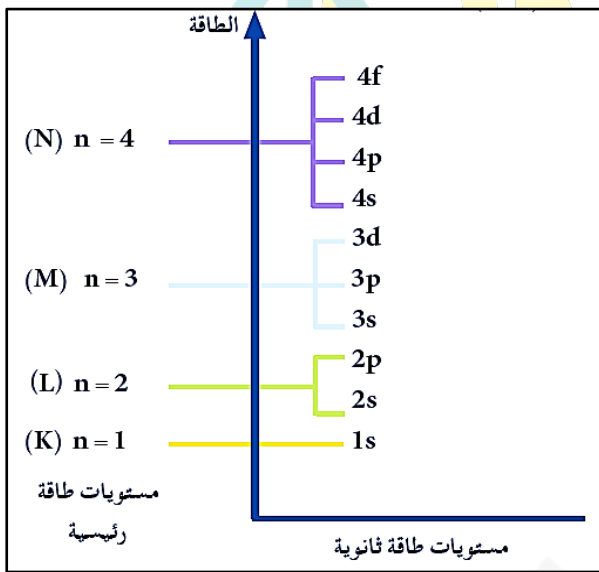 الطاقة
4f
(N) n = 4
4d
4p
4s
3d
(M) n = 3
3p
3s
2p
(L) n = 2
2s
(K) n = 1
1s
مستويات طاقة
رئيسية
مستويات طاقة ثانوية